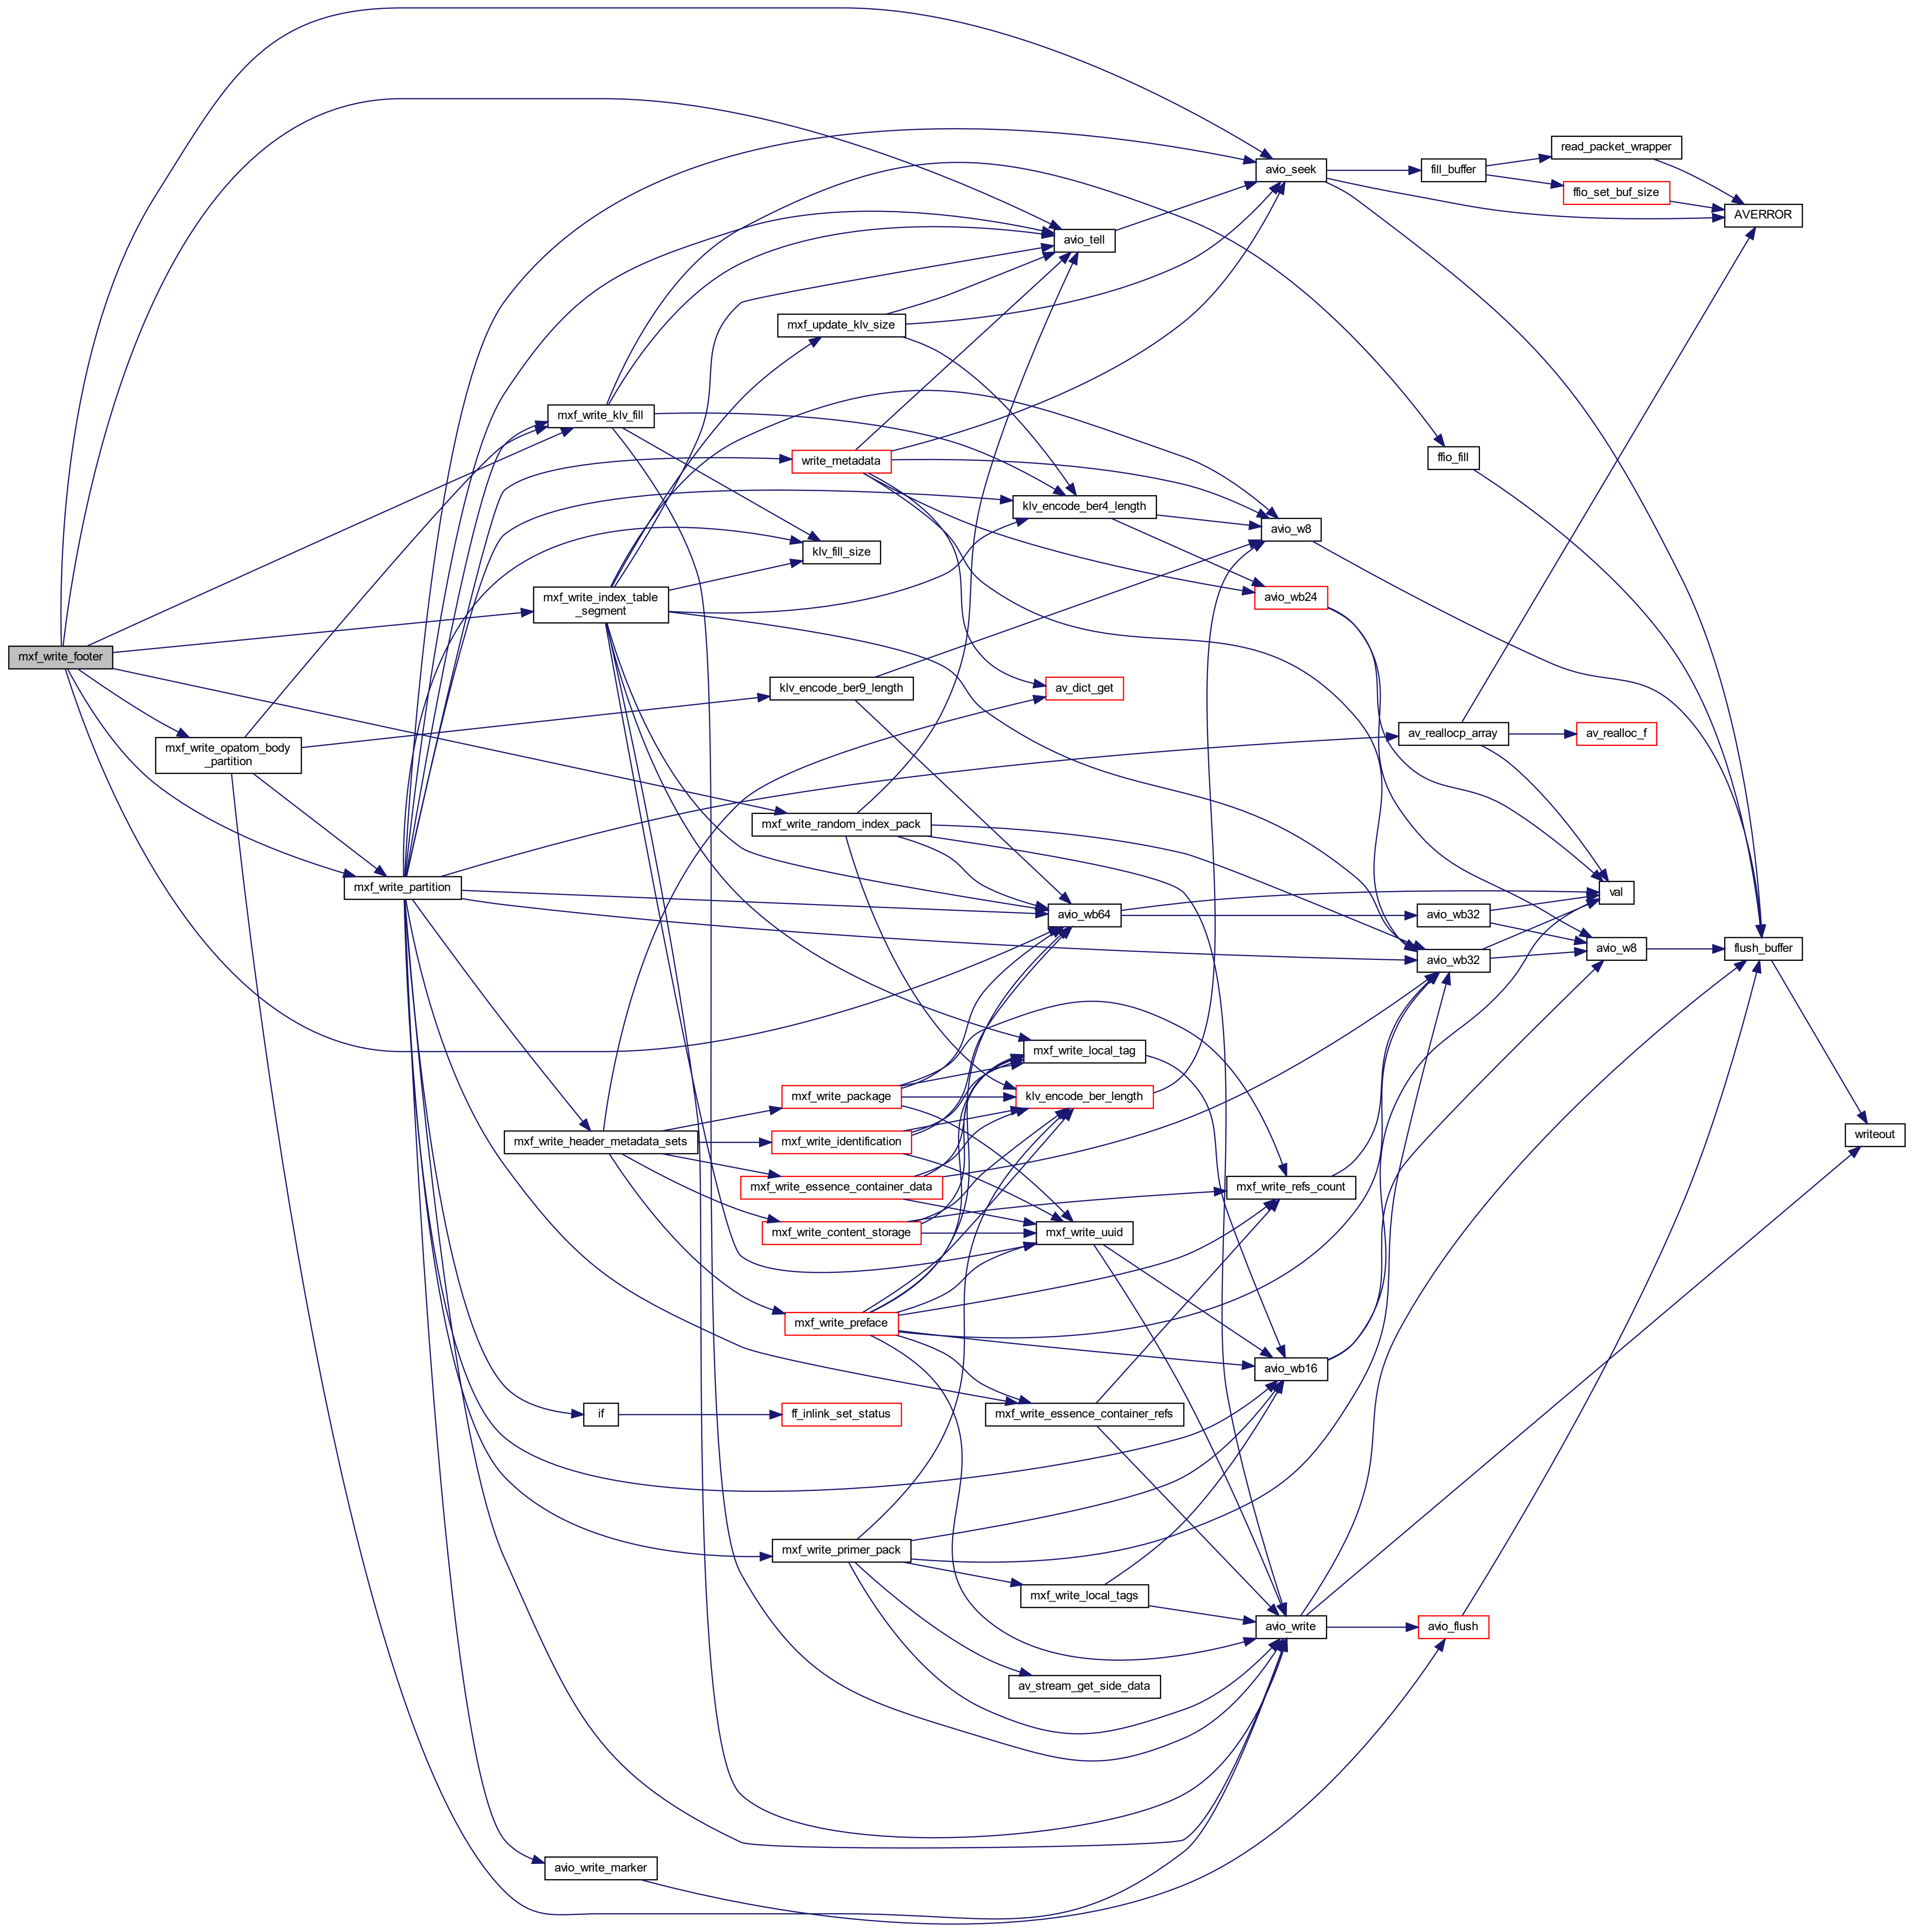 read_packet_wrapper
avio_seek
fill_buffer
ffio_set_buf_size
AVERROR
avio_tell
mxf_update_klv_size
mxf_write_klv_fill
write_metadata
ffio_fill
klv_encode_ber4_length
avio_w8
klv_fill_size
mxf_write_index_table
_segment
avio_wb24
mxf_write_footer
klv_encode_ber9_length
av_dict_get
mxf_write_opatom_body
_partition
av_reallocp_array
av_realloc_f
mxf_write_random_index_pack
mxf_write_partition
val
avio_wb64
avio_wb32
avio_w8
flush_buffer
avio_wb32
mxf_write_local_tag
mxf_write_package
klv_encode_ber_length
writeout
mxf_write_header_metadata_sets
mxf_write_identification
mxf_write_essence_container_data
mxf_write_refs_count
mxf_write_content_storage
mxf_write_uuid
mxf_write_preface
avio_wb16
if
ff_inlink_set_status
mxf_write_essence_container_refs
mxf_write_primer_pack
mxf_write_local_tags
avio_write
avio_flush
av_stream_get_side_data
avio_write_marker